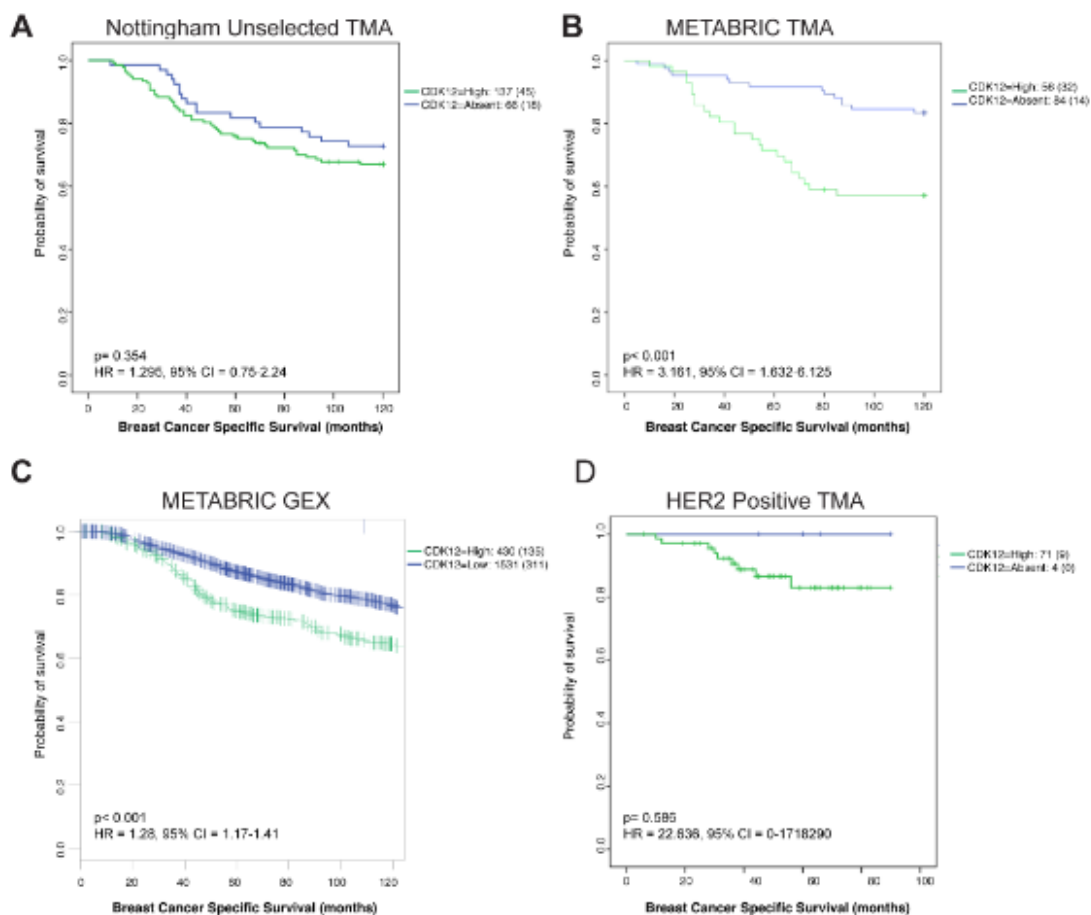 A
Nottingham Unselected TMA
CDK12=High: 137 (45)
CDK12=Absent: 68 (18)
Probability of survival
1.0
0.8
0.6
0.4
0.2
0.0
p= 0.354
HR = 1.295, 95% CI = 0.75-2.24
0 20 40 60 80 100 120
Breast Cancer Specific Survival (months)
B
METABRIC TMA
CDK12=High: 56 (32)
CDK12=Absent: 84 (14)
Probability of survival
1.0
0.8
0.6
0.4
0.2
0.0
p< 0.001
HR = 3.161, 95% CI = 1.632-6.125
0 20 40 60 80 100 120
Breast Cancer Specific Survival (months)
C
METABRIC GEX
CDK12=High: 430 (135)
CDK12=Low: 1531 (311)
Probability of survival
1.0
0.8
0.6
0.4
0.2
0.0
p< 0.001
HR = 1.28, 95% CI = 1.17-1.41
0 20 40 60 80 100 120
Breast Cancer Specific Survival (months)
D
HER2 Positive TMA
CDK12=High: 71 (9)
CDK12=Absent: 4 (0)
Probability of survival
1.0
0.8
0.6
0.4
0.2
0.0
HR = 22.636, 95% CI = 0-1718290
0 20 40 60 80 100
Breast Cancer Specific Survival (months)